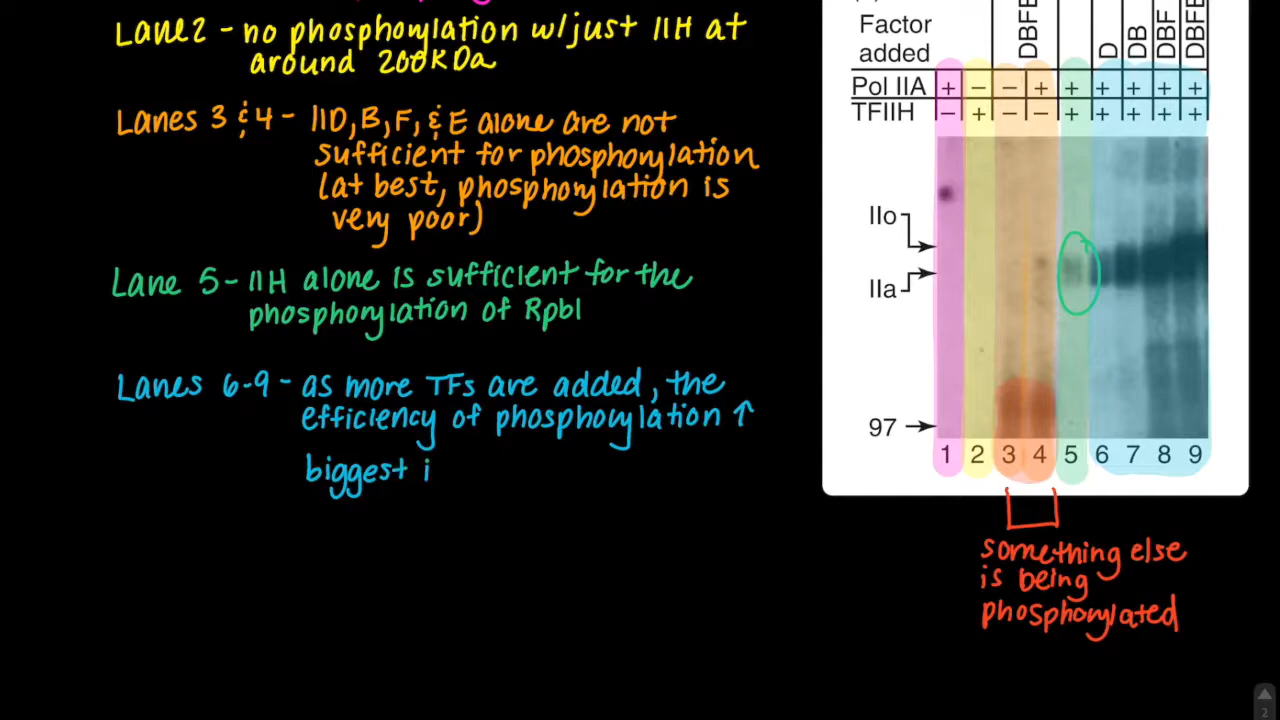 Lane 2 - no phosphorylation w/just IIH at
around 200kDa
Lanes 3 & 4 - IID, B, F, & E alone are not
sufficient for phosphorylation
(at best, phosphorylation is
very poor)
Lane 5 - IIH alone is sufficient for the
phosphorylation of Rpb1
Lanes 6-9 - as more TFs are added, the
efficiency of phosphorylation ↑
biggest i
Factor
added
DBFE
D
DB
DBF
DBFE
Pol IIA + − − + + + + + +
TFIIH − + − − + + + + +
IIo
IIa
97
1 2 3 4 5 6 7 8 9
something else
is being
phosphorylated
2